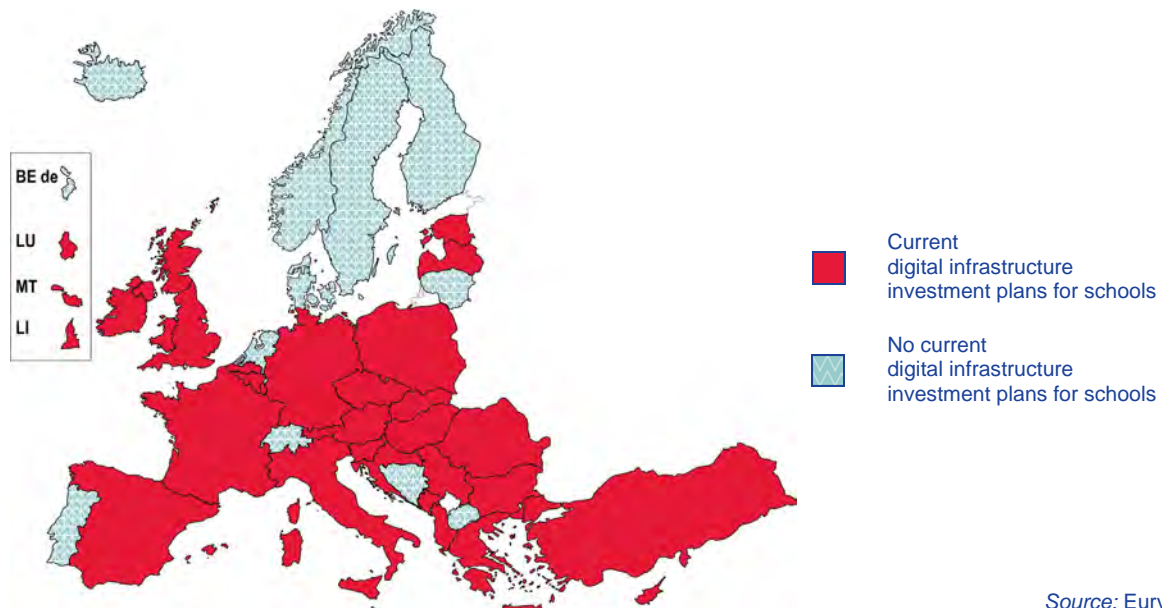 BE de
LU
MT
LI
Current
digital infrastructure
investment plans for schools
No current
digital infrastructure
investment plans for schools
Source: